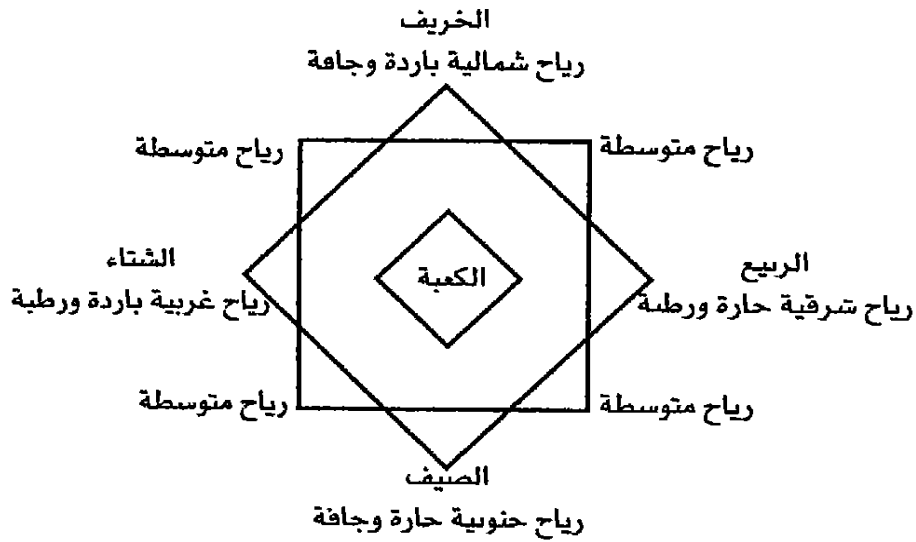 الخريف
رياح شمالية باردة وجافة
رياح متوسطة
رياح متوسطة
الربيع
رياح شرقية حارة ورطبة
الكعبة
الشتاء
رياح غربية باردة ورطبة
رياح متوسطة
رياح متوسطة
الصيف
رياح جنوبية حارة وجافة